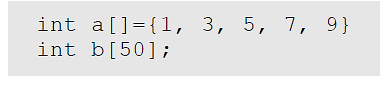 int a[]={1, 3, 5, 7, 9}
int b[50];